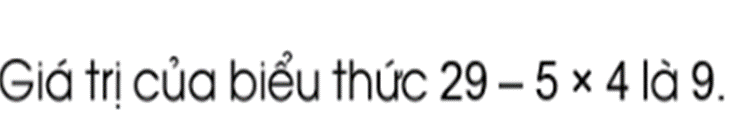 Giá trị của biểu thức 29 – 5 × 4 là 9.